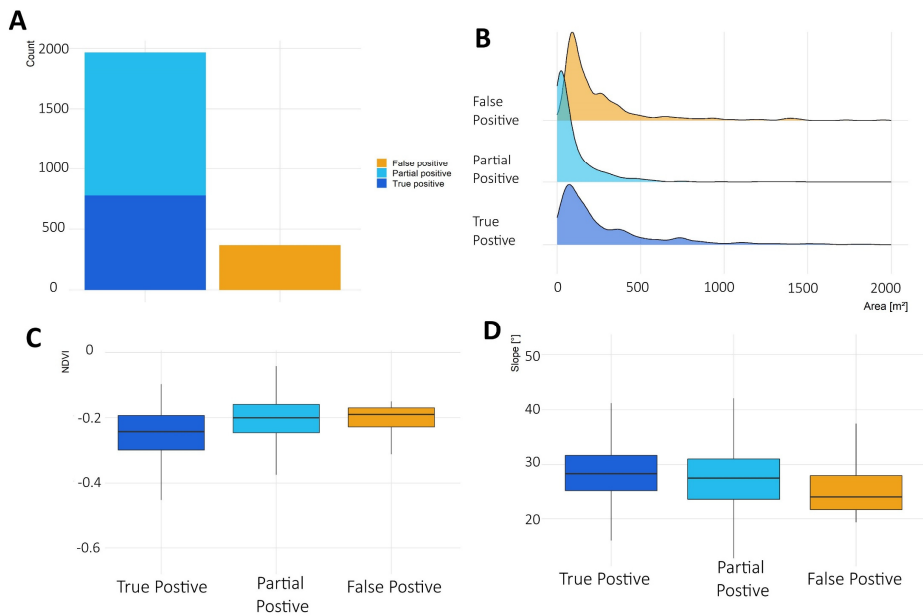 A
Count
2000
1500
1000
500
0
False positive
Partial positive
True positive
B
False
Positive
Partial
Positive
True
Postive
0
500
1000
1500
2000
Area [m²]
C
NDVI
0
-0.2
-0.4
-0.6
True Postive
Partial
Postive
False Postive
D
Slope [°]
50
40
30
20
True Postive
Partial
Postive
False Postive